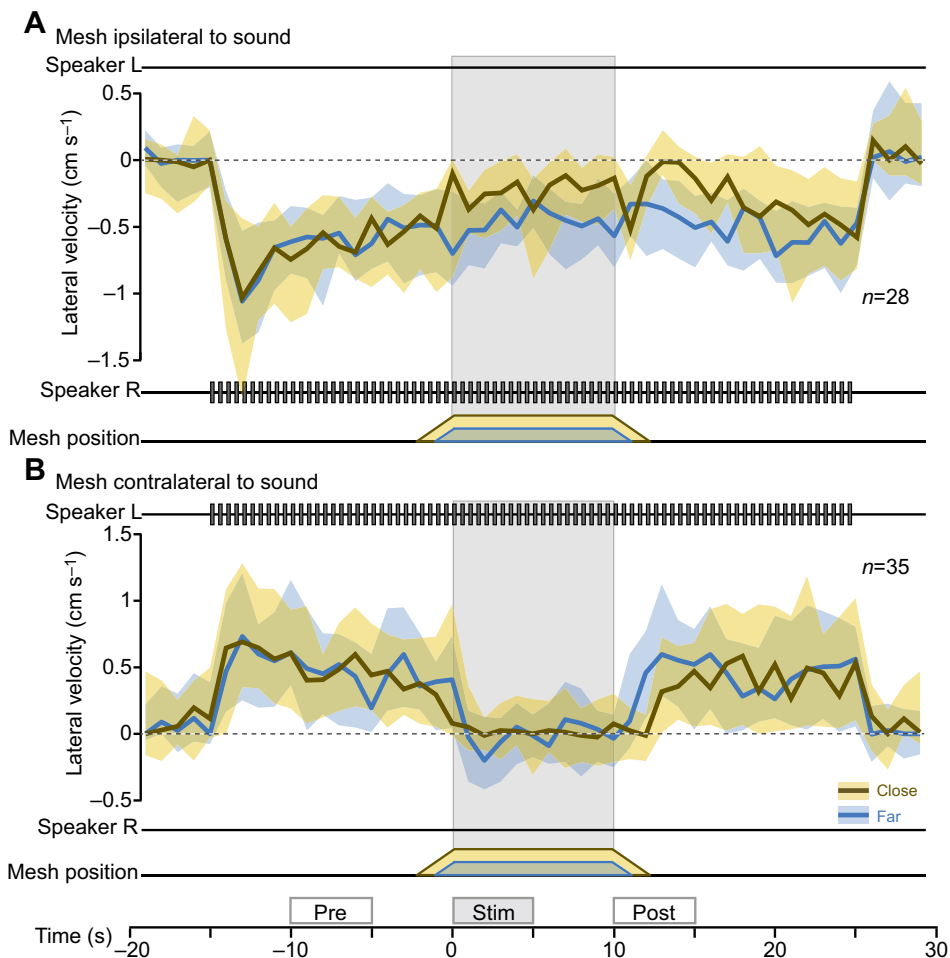 A
Mesh ipsilateral to sound
Speaker L
0.5
0
–0.5
–1
–1.5
Lateral velocity (cm s–1)
n=28
Speaker R
Mesh position
B
Mesh contralateral to sound
Speaker L
1.5
1
0.5
0
–0.5
Lateral velocity (cm s–1)
n=35
Close
Far
Speaker R
Mesh position
Pre Stim Post
Time (s)
–20 –10 0 10 20 30